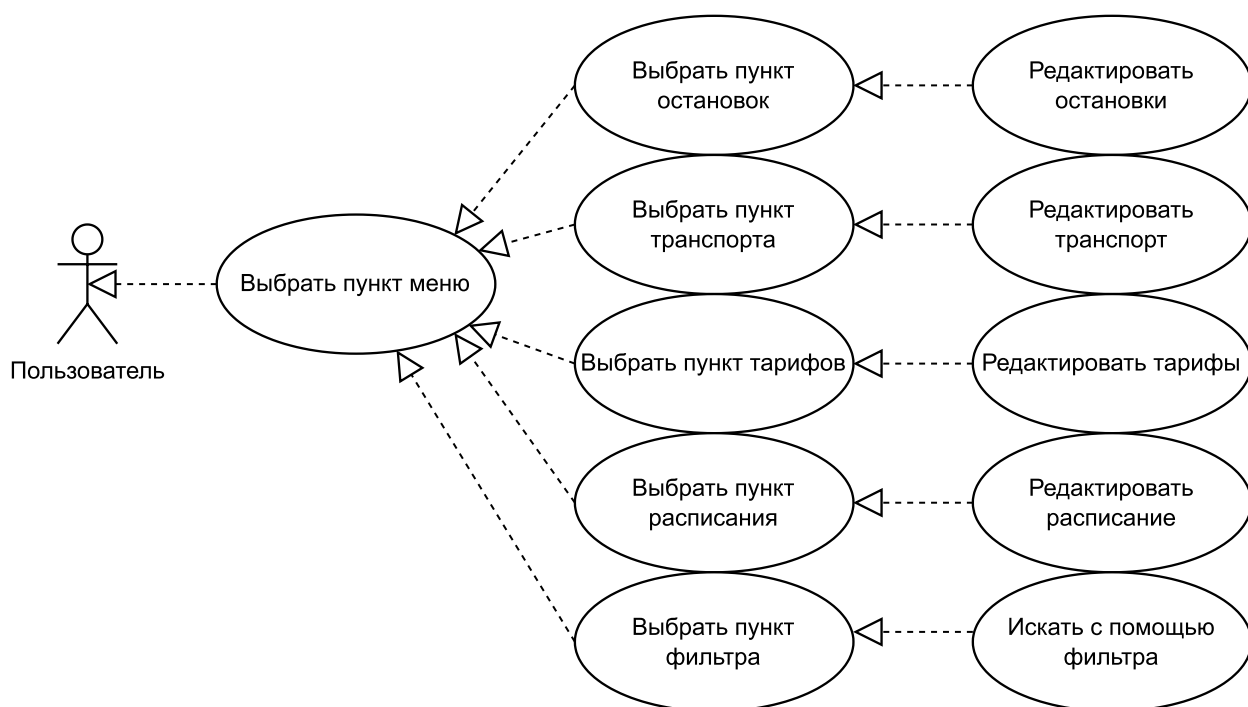 Выбрать пункт
остановок
Редактировать
остановки
Выбрать пункт
транспорта
Редактировать
транспорт
Выбрать пункт меню
Пользователь
Выбрать пункт тарифов
Редактировать тарифы
Выбрать пункт
расписания
Редактировать
расписание
Выбрать пункт
фильтра
Искать с помощью
фильтра